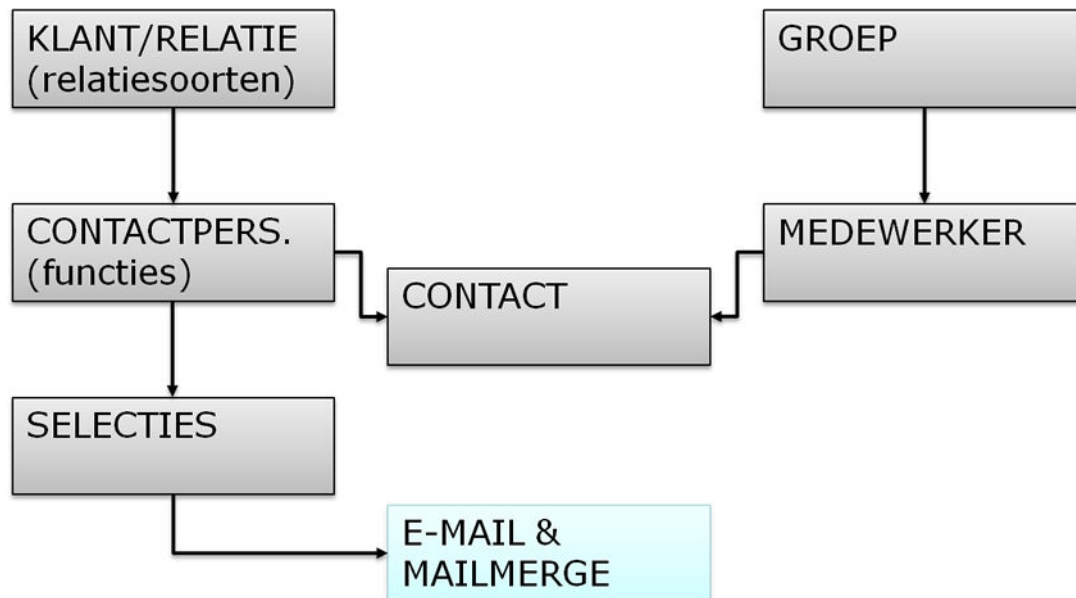 KLANT/RELATIE
(relatiesoorten)
GROEP
CONTACTPERS.
(functies)
MEDEWERKER
CONTACT
SELECTIES
E-MAIL &
MAILMERGE